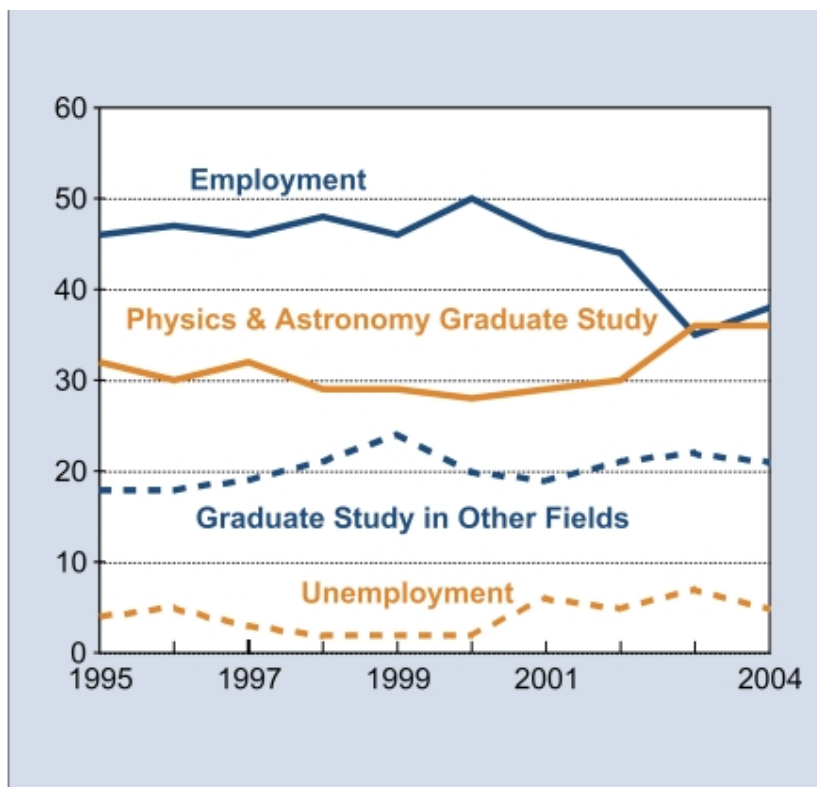 60
Employment
50
40
Physics & Astronomy Graduate Study
30
20
Graduate Study in Other Fields
10
Unemployment
0
1995 1997 1999 2001 2004